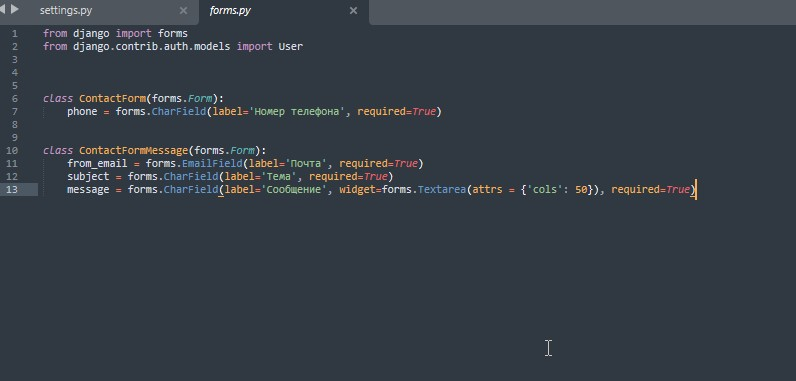 settings.py × forms.py ×
1 from django import forms
2 from django.contrib.auth.models import User
3
4
5
6 class ContactForm(forms.Form):
7 phone = forms.CharField(label='Номер телефона', required=True)
8
9
10 class ContactFormMessage(forms.Form):
11 from_email = forms.EmailField(label='Почта', required=True)
12 subject = forms.CharField(label='Тема', required=True)
13 message = forms.CharField(label='Сообщение', widget=forms.Textarea(attrs = {'cols': 50}), required=True)